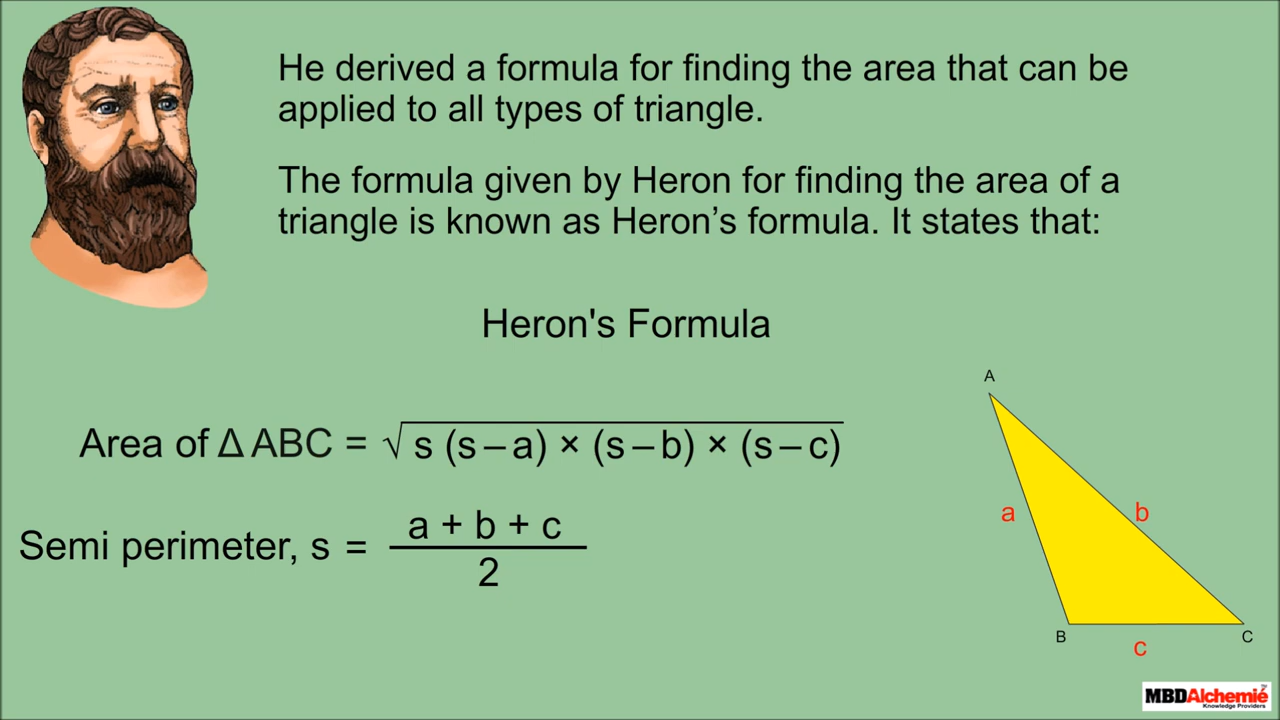 He derived a formula for finding the area that can be
applied to all types of triangle.
The formula given by Heron for finding the area of a
triangle is known as Heron’s formula. It states that:
Heron's Formula
Area of Δ ABC = √ s (s – a) × (s – b) × (s – c)
Semi perimeter, s = a + b + c
2
A
a
b
B
C
c
MBDAlchemié
Knowledge Providers